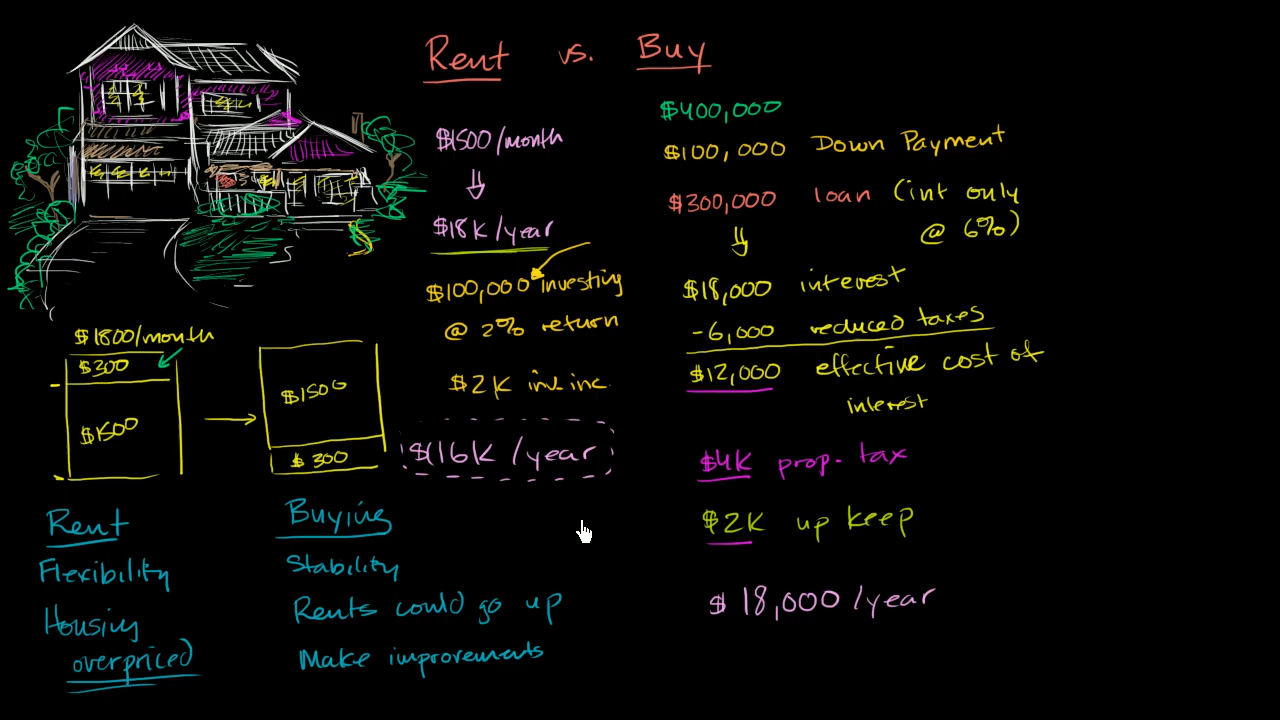 Rent vs. Buy
$1500/month
$18K/year
$100,000 investing
@ 2% return
$2K inv. inc.
$16K/year
$400,000
$100,000 Down Payment
$300,000 loan (int only
@ 6%)
$18,000 interest
-6,000 reduced taxes
$12,000 effective cost of
interest
$4K prop. tax
$2K up keep
$18,000/year
$1800/month
$300
$1500
$1500
$300
Rent
Flexibility
Housing
overpriced
Buying
Stability
Rents could go up
Make improvements